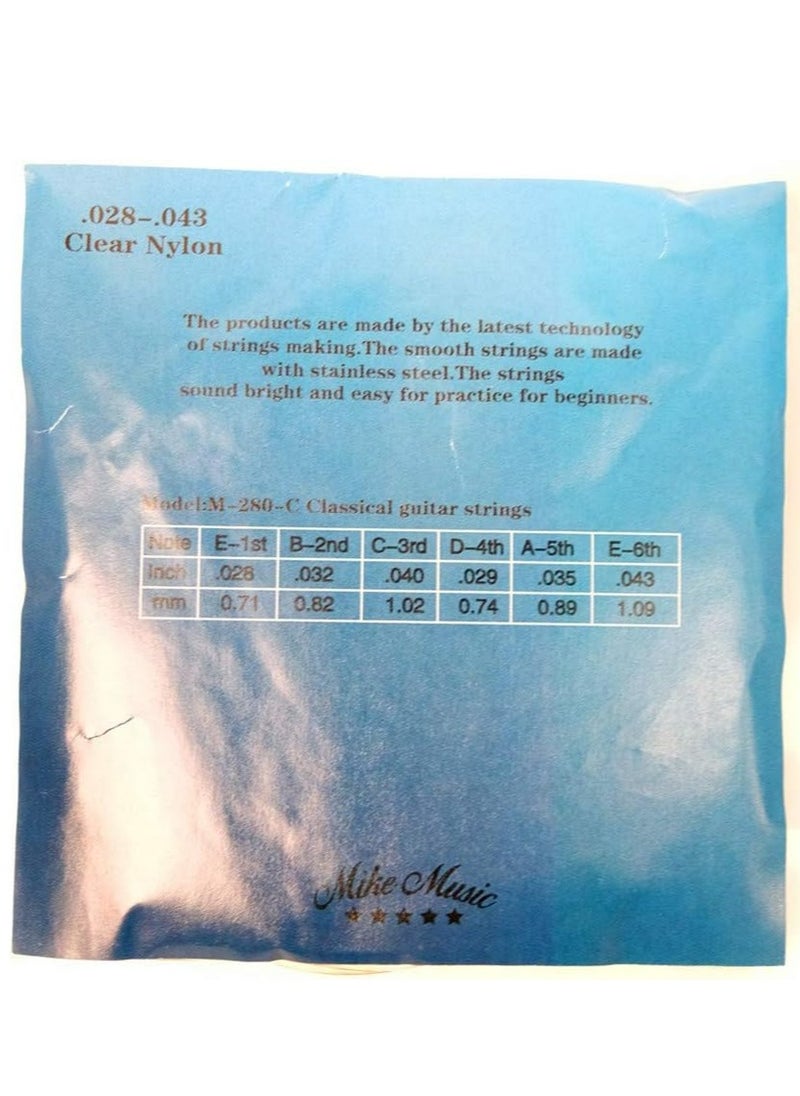 .028-.043
Clear Nylon
The products are made by the latest technology
of strings making.The smooth strings are made
with stainless steel.The strings
sound bright and easy for practice for beginners.
Model:M-280-C Classical guitar strings
Note E-1st B-2nd C-3rd D-4th A-5th E-6th
Inch .028 .032 .040 .029 .035 .043
mm 0.71 0.82 1.02 0.74 0.89 1.09
Mike Music